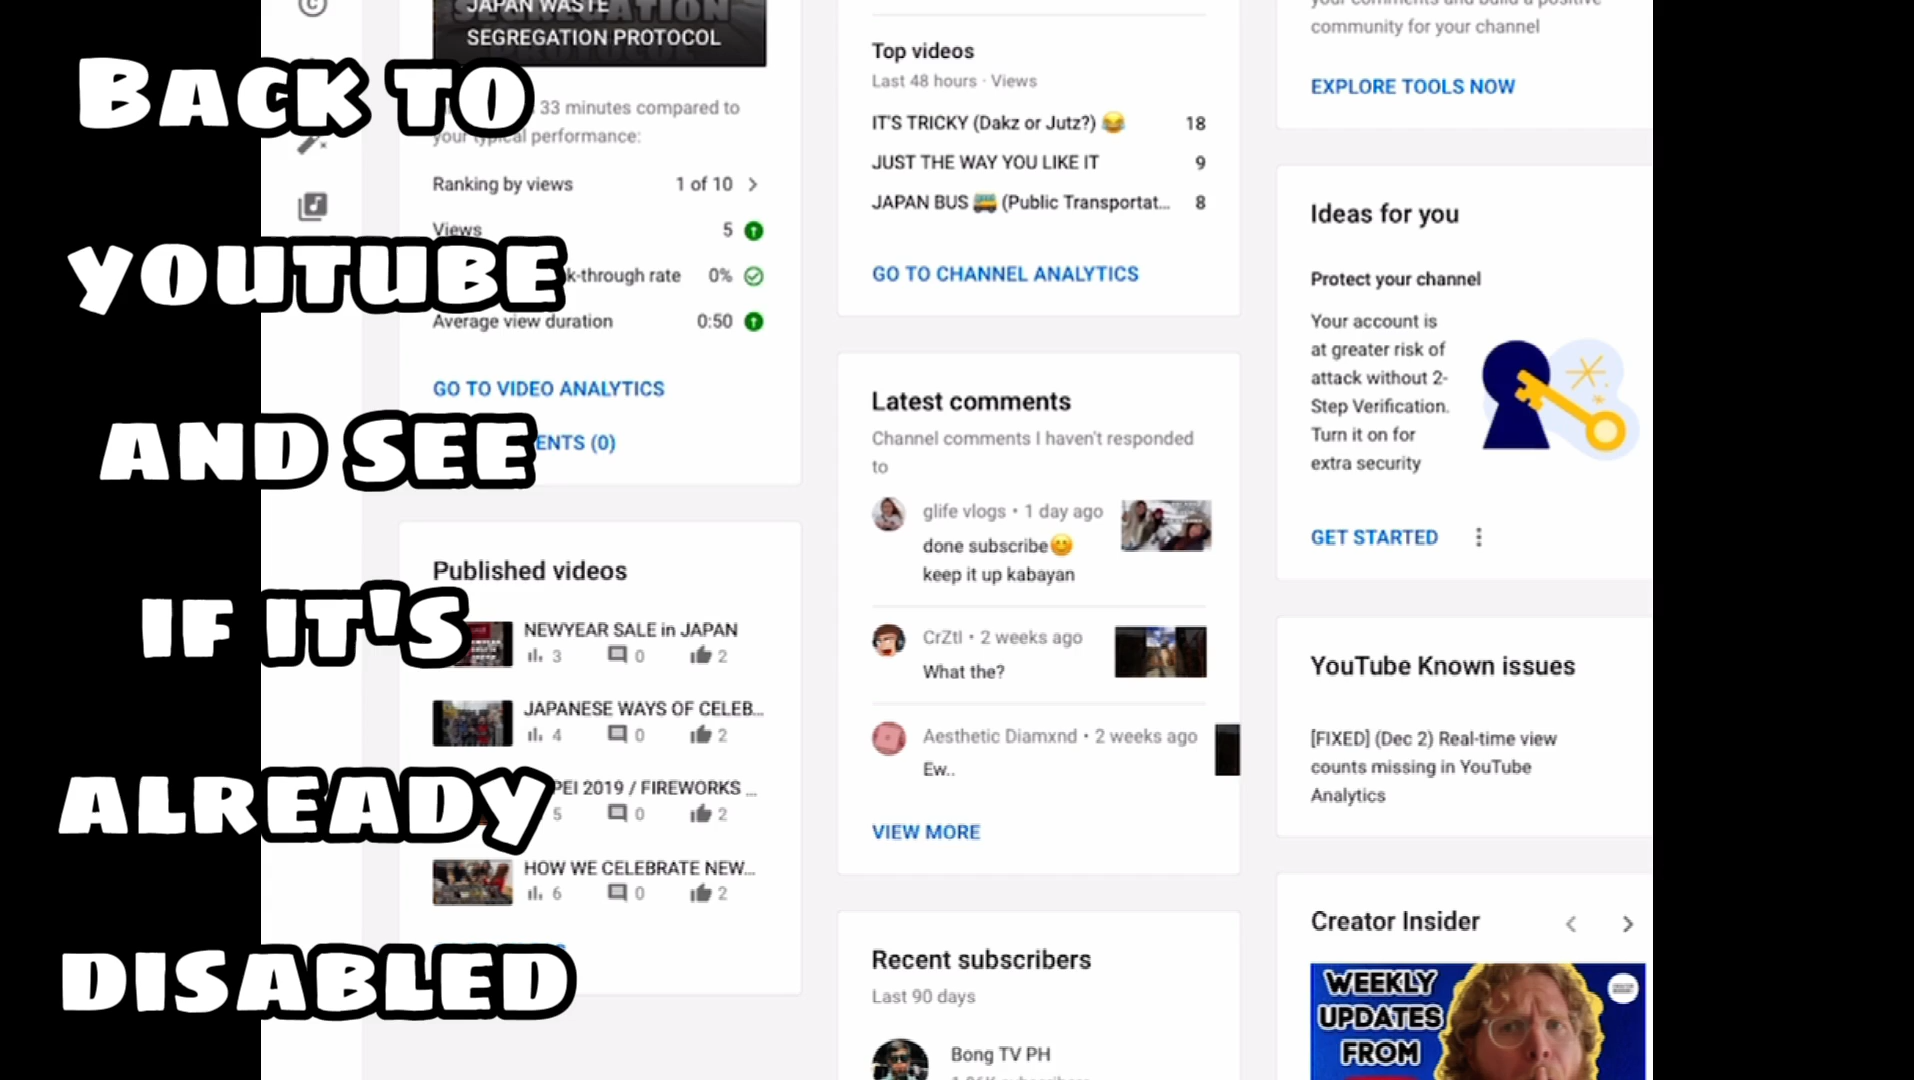 BACK TO
YOUTUBE
AND SEE
IF IT'S
ALREADY
DISABLED
JAPAN WASTE
SEGREGATION PROTOCOL
33 minutes compared to
your typical performance:
Ranking by views 1 of 10
Views 5
k-through rate 0%
Average view duration 0:50
GO TO VIDEO ANALYTICS
ENTS (0)
Published videos
NEWYEAR SALE in JAPAN
3 0 2
JAPANESE WAYS OF CELEB...
4 0 2
PEI 2019 / FIREWORKS ...
5 0 2
HOW WE CELEBRATE NEW...
6 0 2
Top videos
Last 48 hours · Views
IT'S TRICKY (Dakz or Jutz?) 😂 18
JUST THE WAY YOU LIKE IT 9
JAPAN BUS 🚌 (Public Transportat... 8
GO TO CHANNEL ANALYTICS
Latest comments
Channel comments I haven't responded
to
glife vlogs • 1 day ago
done subscribe😊
keep it up kabayan
CrZtl • 2 weeks ago
What the?
Aesthetic Diamxnd • 2 weeks ago
Ew..
VIEW MORE
Recent subscribers
Last 90 days
Bong TV PH
community for your channel
EXPLORE TOOLS NOW
Ideas for you
Protect your channel
Your account is
at greater risk of
attack without 2-
Step Verification.
Turn it on for
extra security
GET STARTED
YouTube Known issues
[FIXED] (Dec 2) Real-time view
counts missing in YouTube
Analytics
Creator Insider
WEEKLY
UPDATES
FROM